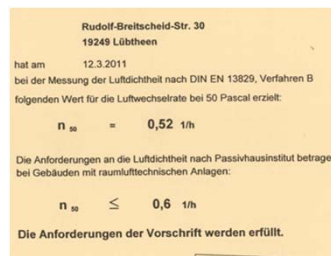 Rudolf-Breitscheid-Str. 30
19249 Lübtheen
hat am 12.3.2011
bei der Messung der Luftdichtheit nach DIN EN 13829, Verfahren B
folgenden Wert für die Luftwechselrate bei 50 Pascal erzielt:
n 50 = 0,52 1/h
Die Anforderungen an die Luftdichtheit nach Passivhausinstitut betrage
bei Gebäuden mit raumlufttechnischen Anlagen:
n 50 ≤ 0,6 1/h
Die Anforderungen der Vorschrift werden erfüllt.